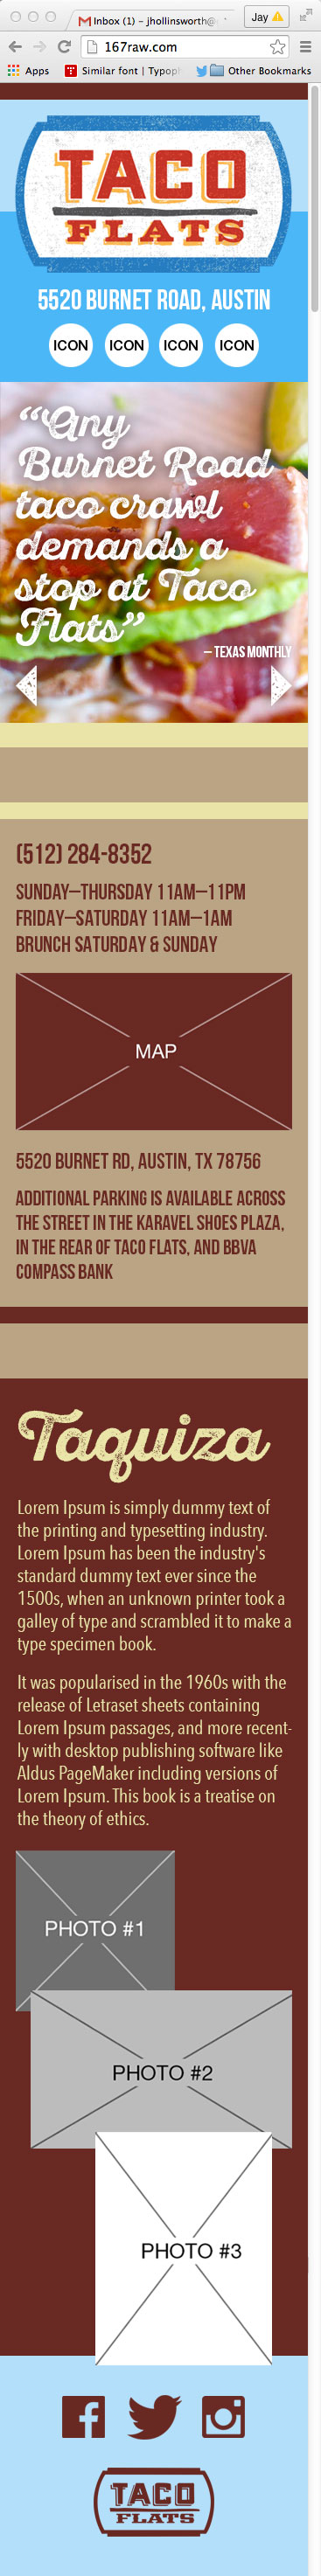 Inbox (1) – jhollinsworth@
Jay
167raw.com
Apps
Similar font | Typoph
Other Bookmarks
TACO
FLATS
5520 BURNET ROAD, AUSTIN
ICON ICON ICON ICON
“Any
Burnet Road
taco crawl
demands a
stop at Taco
Flats”
– TEXAS MONTHLY
(512) 284-8352
SUNDAY–THURSDAY 11AM–11PM
FRIDAY–SATURDAY 11AM–1AM
BRUNCH SATURDAY & SUNDAY
MAP
5520 BURNET RD, AUSTIN, TX 78756
ADDITIONAL PARKING IS AVAILABLE ACROSS
THE STREET IN THE KARAVEL SHOES PLAZA,
IN THE REAR OF TACO FLATS, AND BBVA
COMPASS BANK
Taquiza
Lorem Ipsum is simply dummy text of
the printing and typesetting industry.
Lorem Ipsum has been the industry's
standard dummy text ever since the
1500s, when an unknown printer took a
galley of type and scrambled it to make a
type specimen book.
It was popularised in the 1960s with the
release of Letraset sheets containing
Lorem Ipsum passages, and more recent-
ly with desktop publishing software like
Aldus PageMaker including versions of
Lorem Ipsum. This book is a treatise on
the theory of ethics.
PHOTO #1
PHOTO #2
PHOTO #3
TACO
FLATS